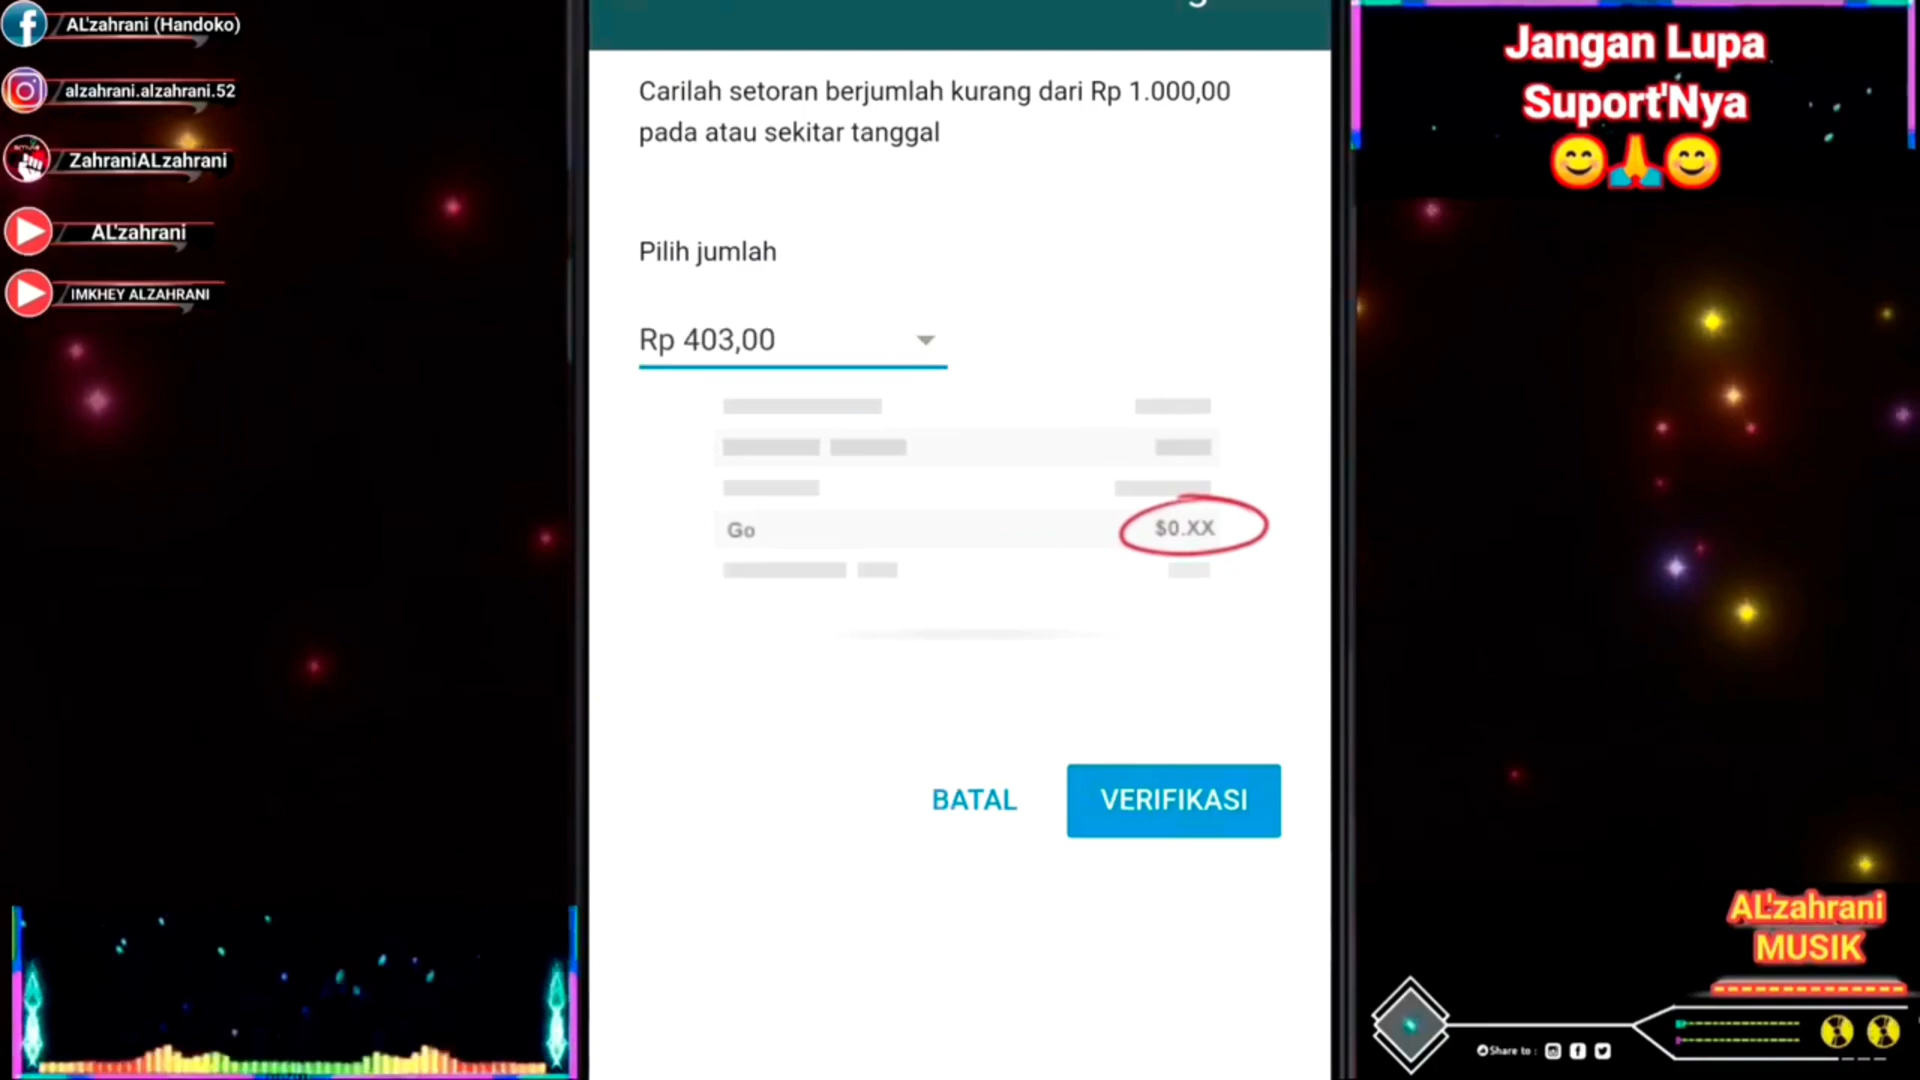 AL'zahrani (Handoko)
alzahrani.alzahrani.52
ZahraniALzahrani
AL'zahrani
IMKHEY ALZAHRANI
Carilah setoran berjumlah kurang dari Rp 1.000,00
pada atau sekitar tanggal
Pilih jumlah
Rp 403,00
Go
$0.XX
BATAL
VERIFIKASI
Jangan Lupa
Suport'Nya
AL'zahrani
MUSIK
Share to :